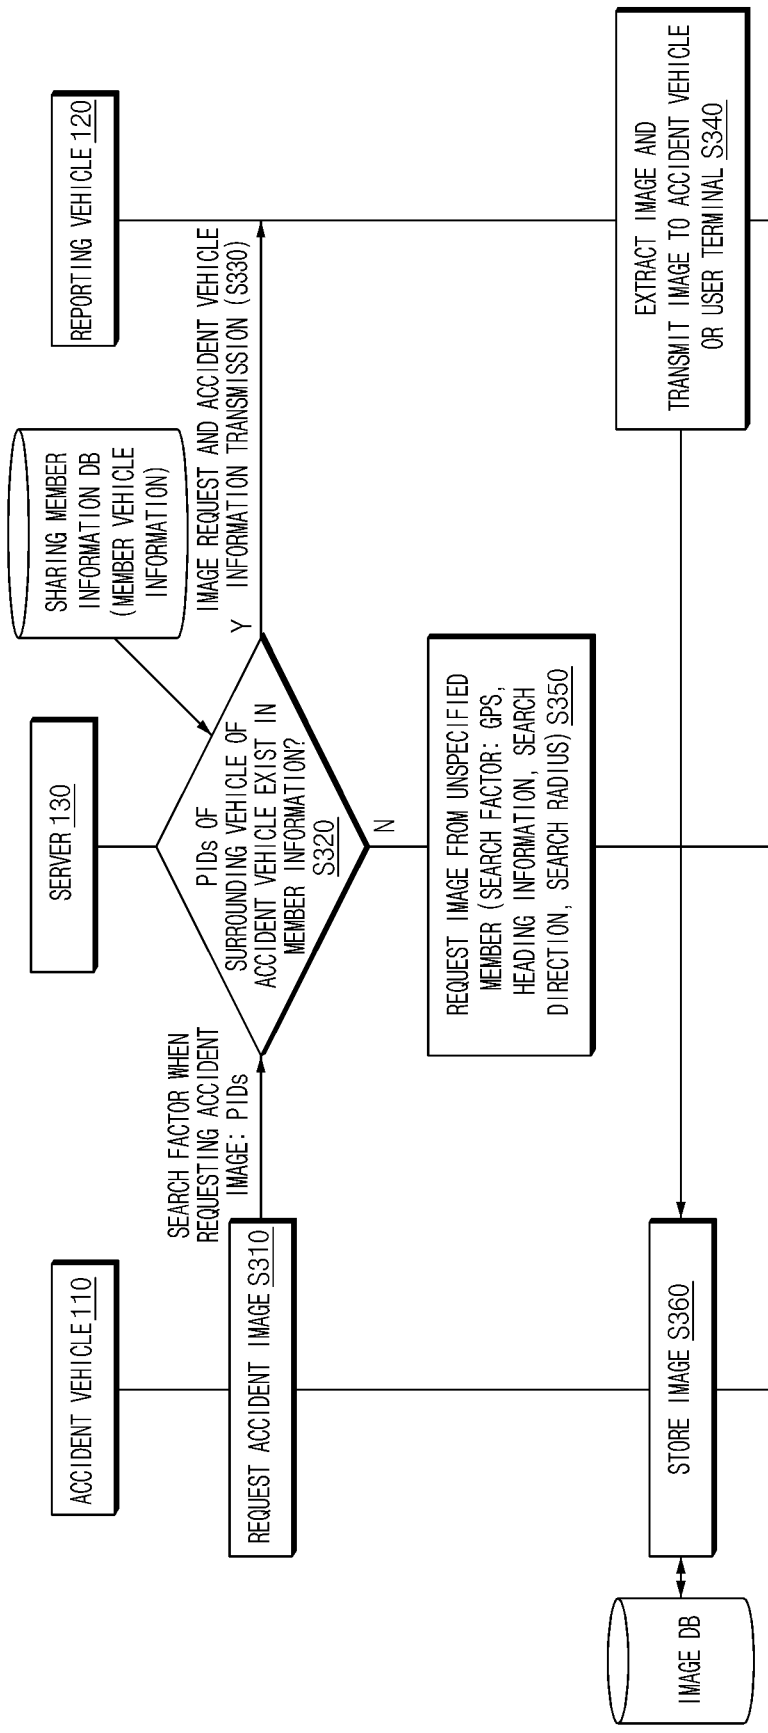 ACCIDENT VEHICLE 110
SERVER 130
REPORTING VEHICLE 120
SHARING MEMBER
INFORMATION DB
(MEMBER VEHICLE
INFORMATION)
REQUEST ACCIDENT IMAGE S310
SEARCH FACTOR WHEN
REQUESTING ACCIDENT
IMAGE: PIDs
PIDs OF
SURROUNDING VEHICLE OF
ACCIDENT VEHICLE EXIST IN
MEMBER INFORMATION?
S320
Y
IMAGE REQUEST AND ACCIDENT VEHICLE
INFORMATION TRANSMISSION (S330)
N
REQUEST IMAGE FROM UNSPECIFIED
MEMBER (SEARCH FACTOR: GPS,
HEADING INFORMATION, SEARCH
DIRECTION, SEARCH RADIUS) S350
EXTRACT IMAGE AND
TRANSMIT IMAGE TO ACCIDENT VEHICLE
OR USER TERMINAL S340
STORE IMAGE S360
IMAGE DB